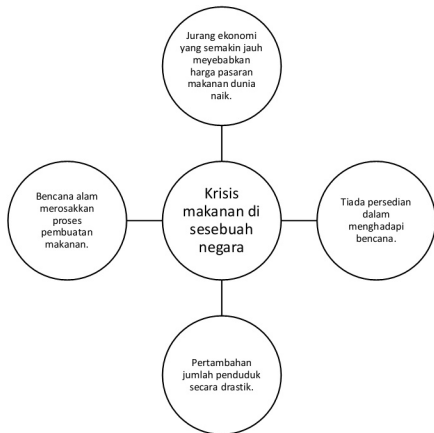 Jurang ekonomi
yang semakin jauh
meyebabkan
harga pasaran
makanan dunia
naik.
Bencana alam
merosakkan
proses
pembuatan
makanan.
Krisis
makanan di
sesebuah
negara
Tiada persedian
dalam
menghadapi
bencana.
Pertambahan
jumlah penduduk
secara drastik.